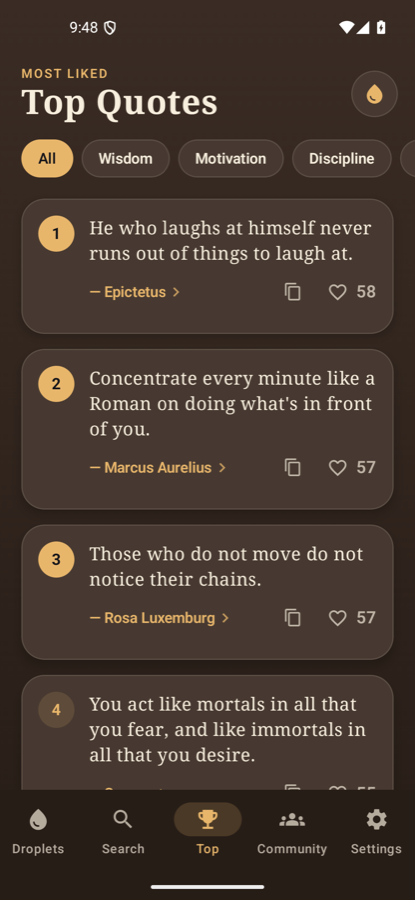 9:48
MOST LIKED
Top Quotes
All
Wisdom
Motivation
Discipline
1
He who laughs at himself never
runs out of things to laugh at.
— Epictetus
58
2
Concentrate every minute like a
Roman on doing what's in front
of you.
— Marcus Aurelius
57
3
Those who do not move do not
notice their chains.
— Rosa Luxemburg
57
4
You act like mortals in all that
you fear, and like immortals in
all that you desire.
Droplets
Search
Top
Community
Settings